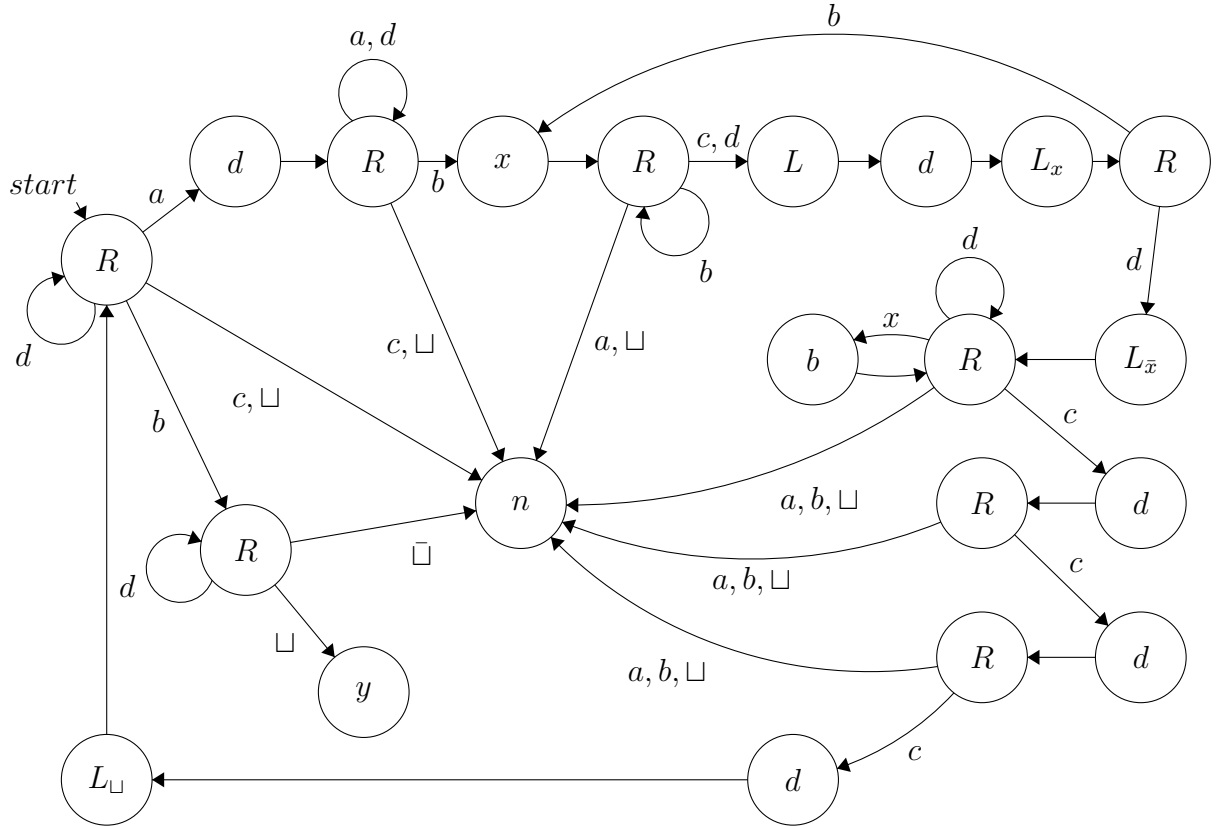 b
a, d
d
R
b
x
R
c, d
L
d
L_x
R
start
a
R
b
d
d
d
c, ⊔
a, ⊔
b
x
R
L_x̄
c, ⊔
b
c
n
R
d
a, b, ⊔
R
⊔̄
d
a, b, ⊔
c
⊔
R
d
a, b, ⊔
y
c
L_⊔
d